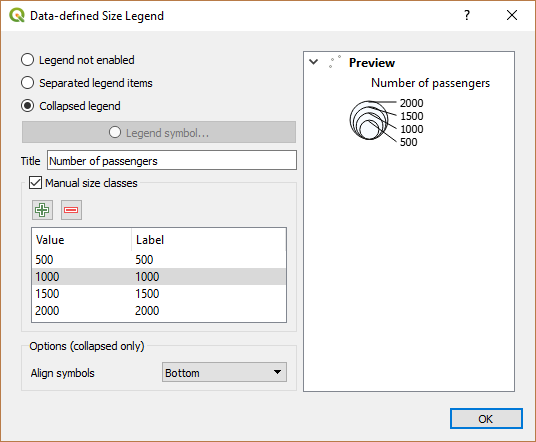 Data-defined Size Legend
?
Legend not enabled
Separated legend items
Collapsed legend
Legend symbol...
Title Number of passengers
Manual size classes
Value Label
500 500
1000 1000
1500 1500
2000 2000
Options (collapsed only)
Align symbols Bottom
Preview
Number of passengers
2000
1500
1000
500
OK